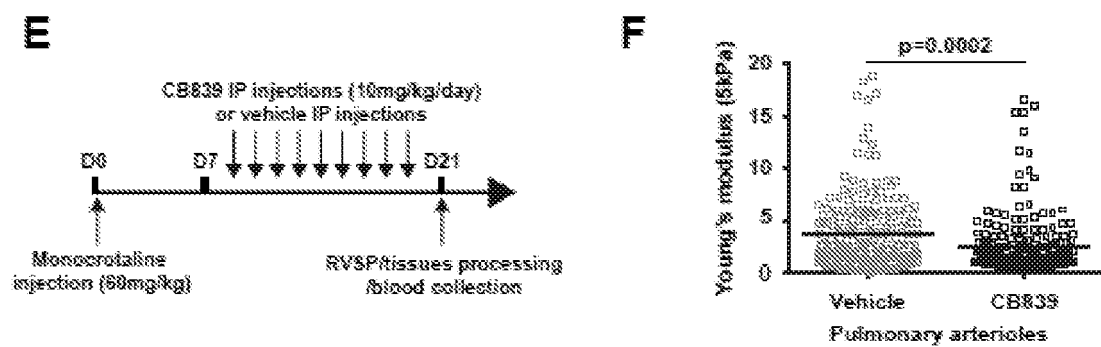 E
CB839 IP injections (10mg/kg/day)
or vehicle IP injections
D0
D7
D21
Monocrotaline
injection (60mg/kg)
RVSP/tissues processing
/blood collection
F
p=0.0002
Young's modulus (5kPa)
20
15
10
5
0
Vehicle
CB839
Pulmonary arterioles